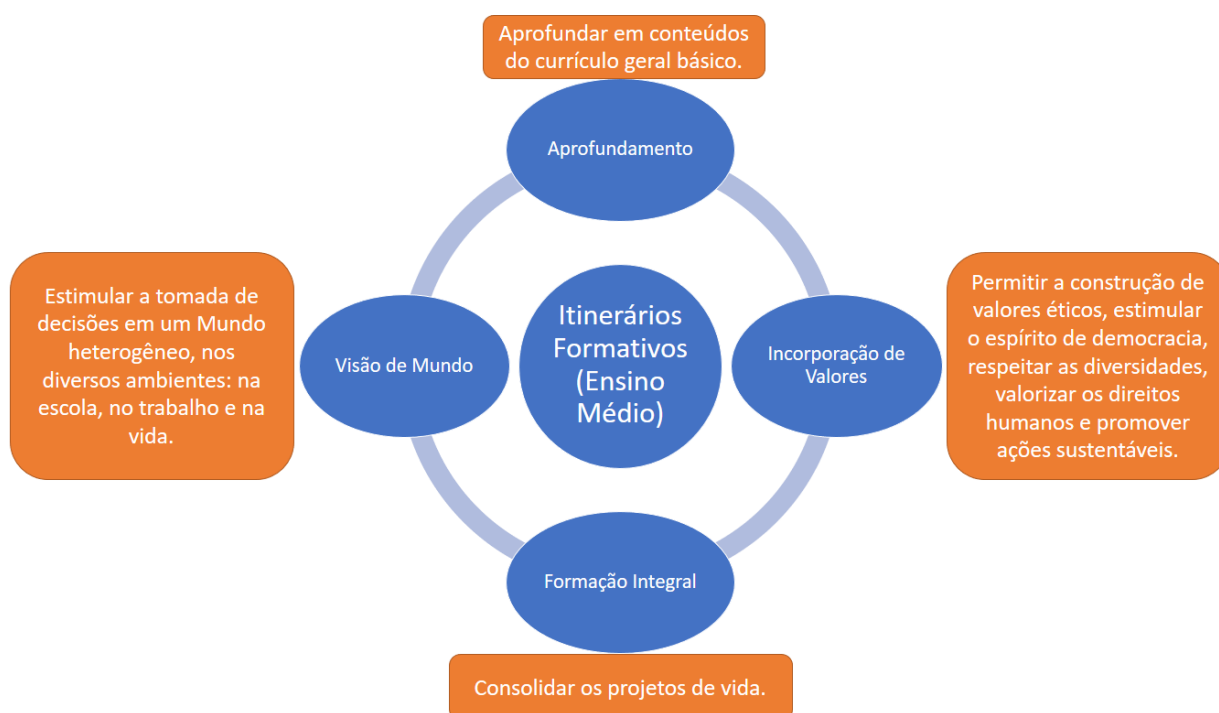 Aprofundar em conteúdos
do currículo geral básico.
Aprofundamento
Estimular a tomada de
decisões em um Mundo
heterogêneo, nos
diversos ambientes: na
escola, no trabalho e na
vida.
Visão de Mundo
Itinerários
Formativos
(Ensino
Médio)
Incorporação de
Valores
Permitir a construção de
valores éticos, estimular
o espírito de democracia,
respeitar as diversidades,
valorizar os direitos
humanos e promover
ações sustentáveis.
Formação Integral
Consolidar os projetos de vida.